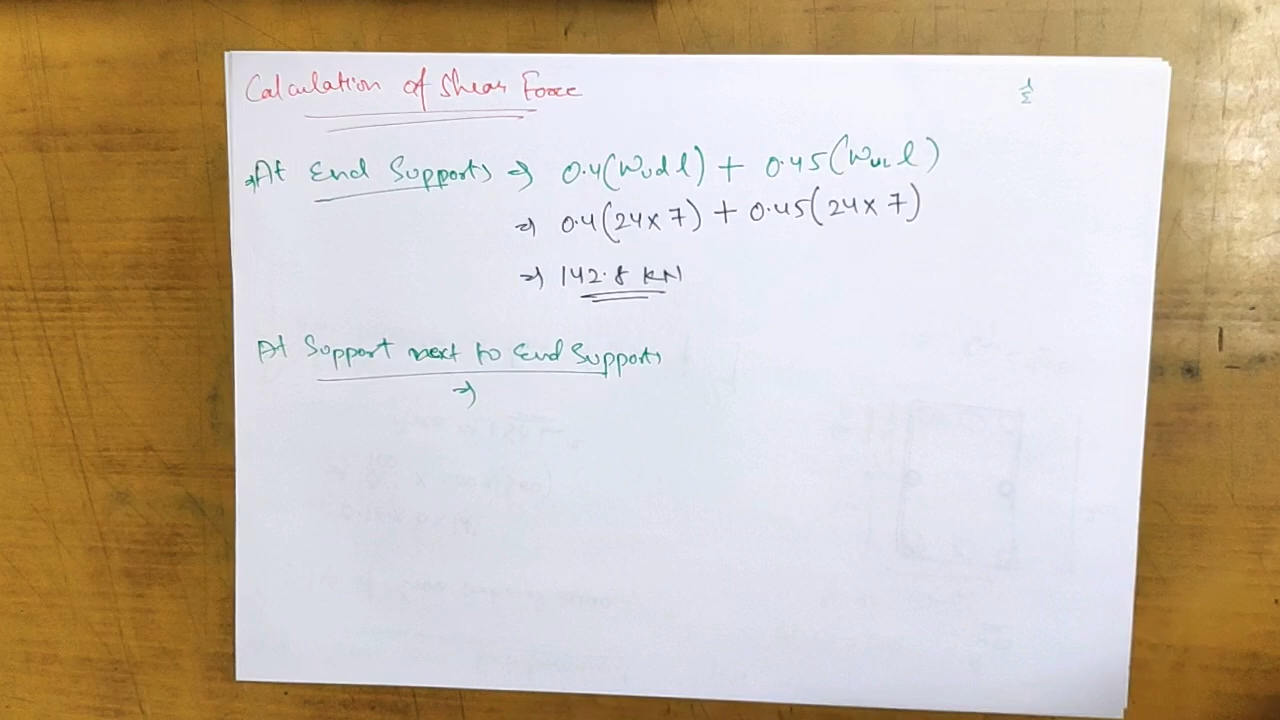 Calculation of Shear Force
At End Supports ⇒ 0.4(Wud l) + 0.45(WuL l)
⇒ 0.4(24x7) + 0.45(24x7)
⇒ 142.8 KN
At Support next to End Supports
⇒